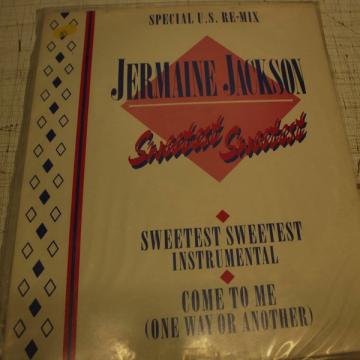 SPECIAL U.S. RE-MIX
JERMAINE JACKSON
Sweetest Sweetest
SWEETEST SWEETEST
INSTRUMENTAL
COME TO ME
(ONE WAY OR ANOTHER)